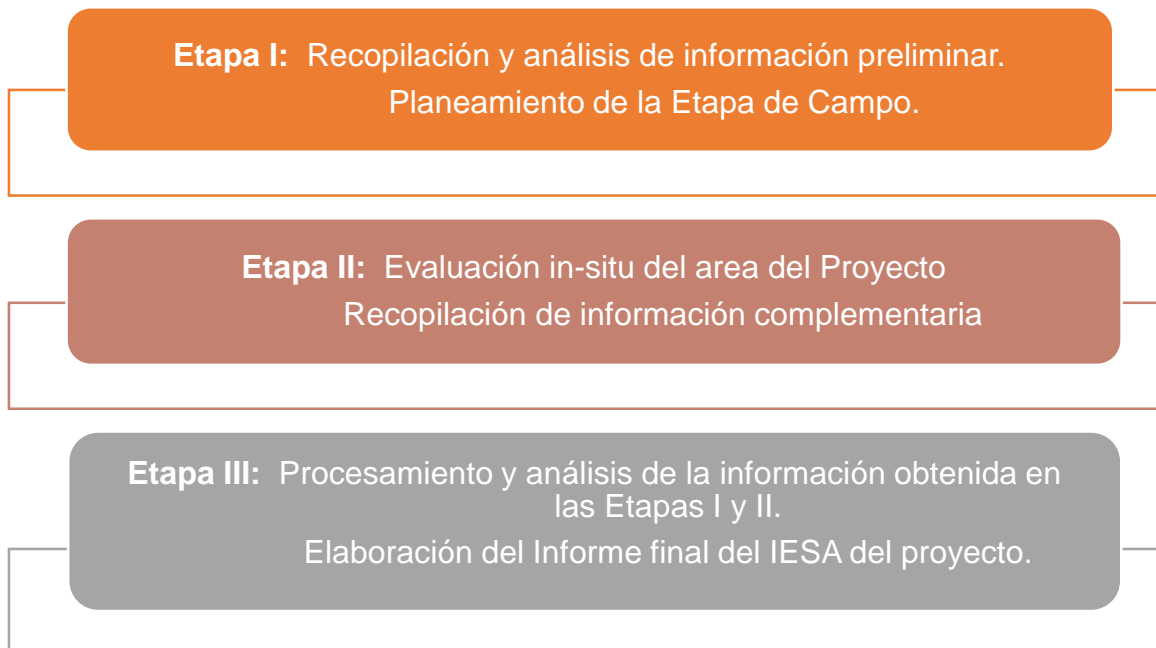 Etapa I: Recopilación y análisis de información preliminar.
Planeamiento de la Etapa de Campo.
Etapa II: Evaluación in-situ del area del Proyecto
Recopilación de información complementaria
Etapa III: Procesamiento y análisis de la información obtenida en
las Etapas I y II.
Elaboración del Informe final del IESA del proyecto.